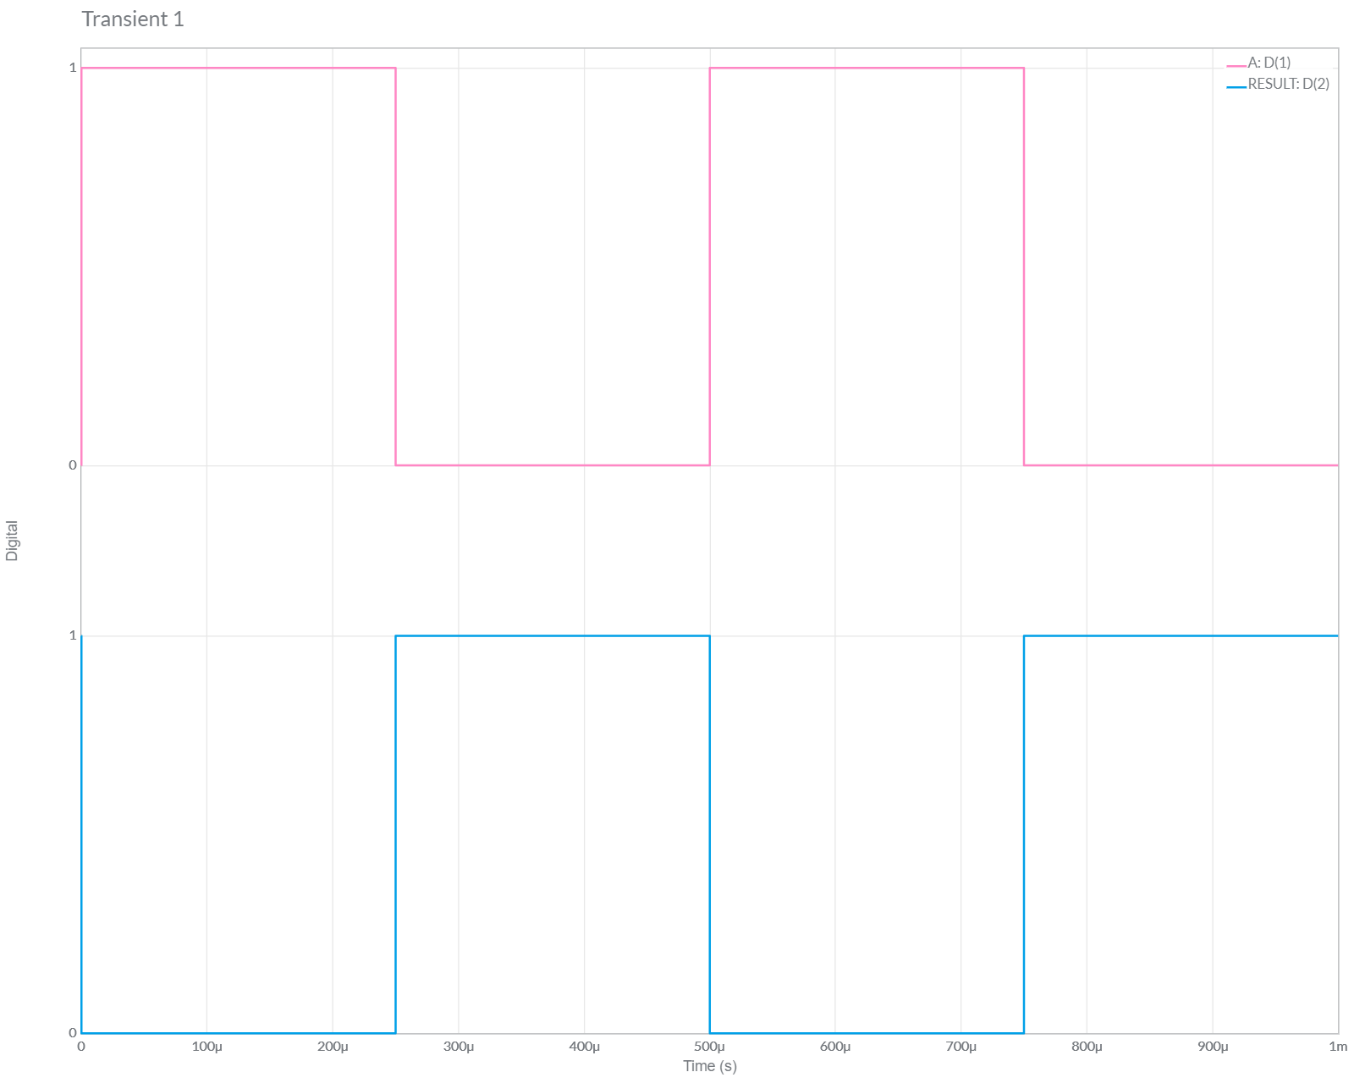 Transient 1
A: D(1)
RESULT: D(2)
1
0
Digital
1
0
0 100µ 200µ 300µ 400µ 500µ 600µ 700µ 800µ 900µ 1m
Time (s)